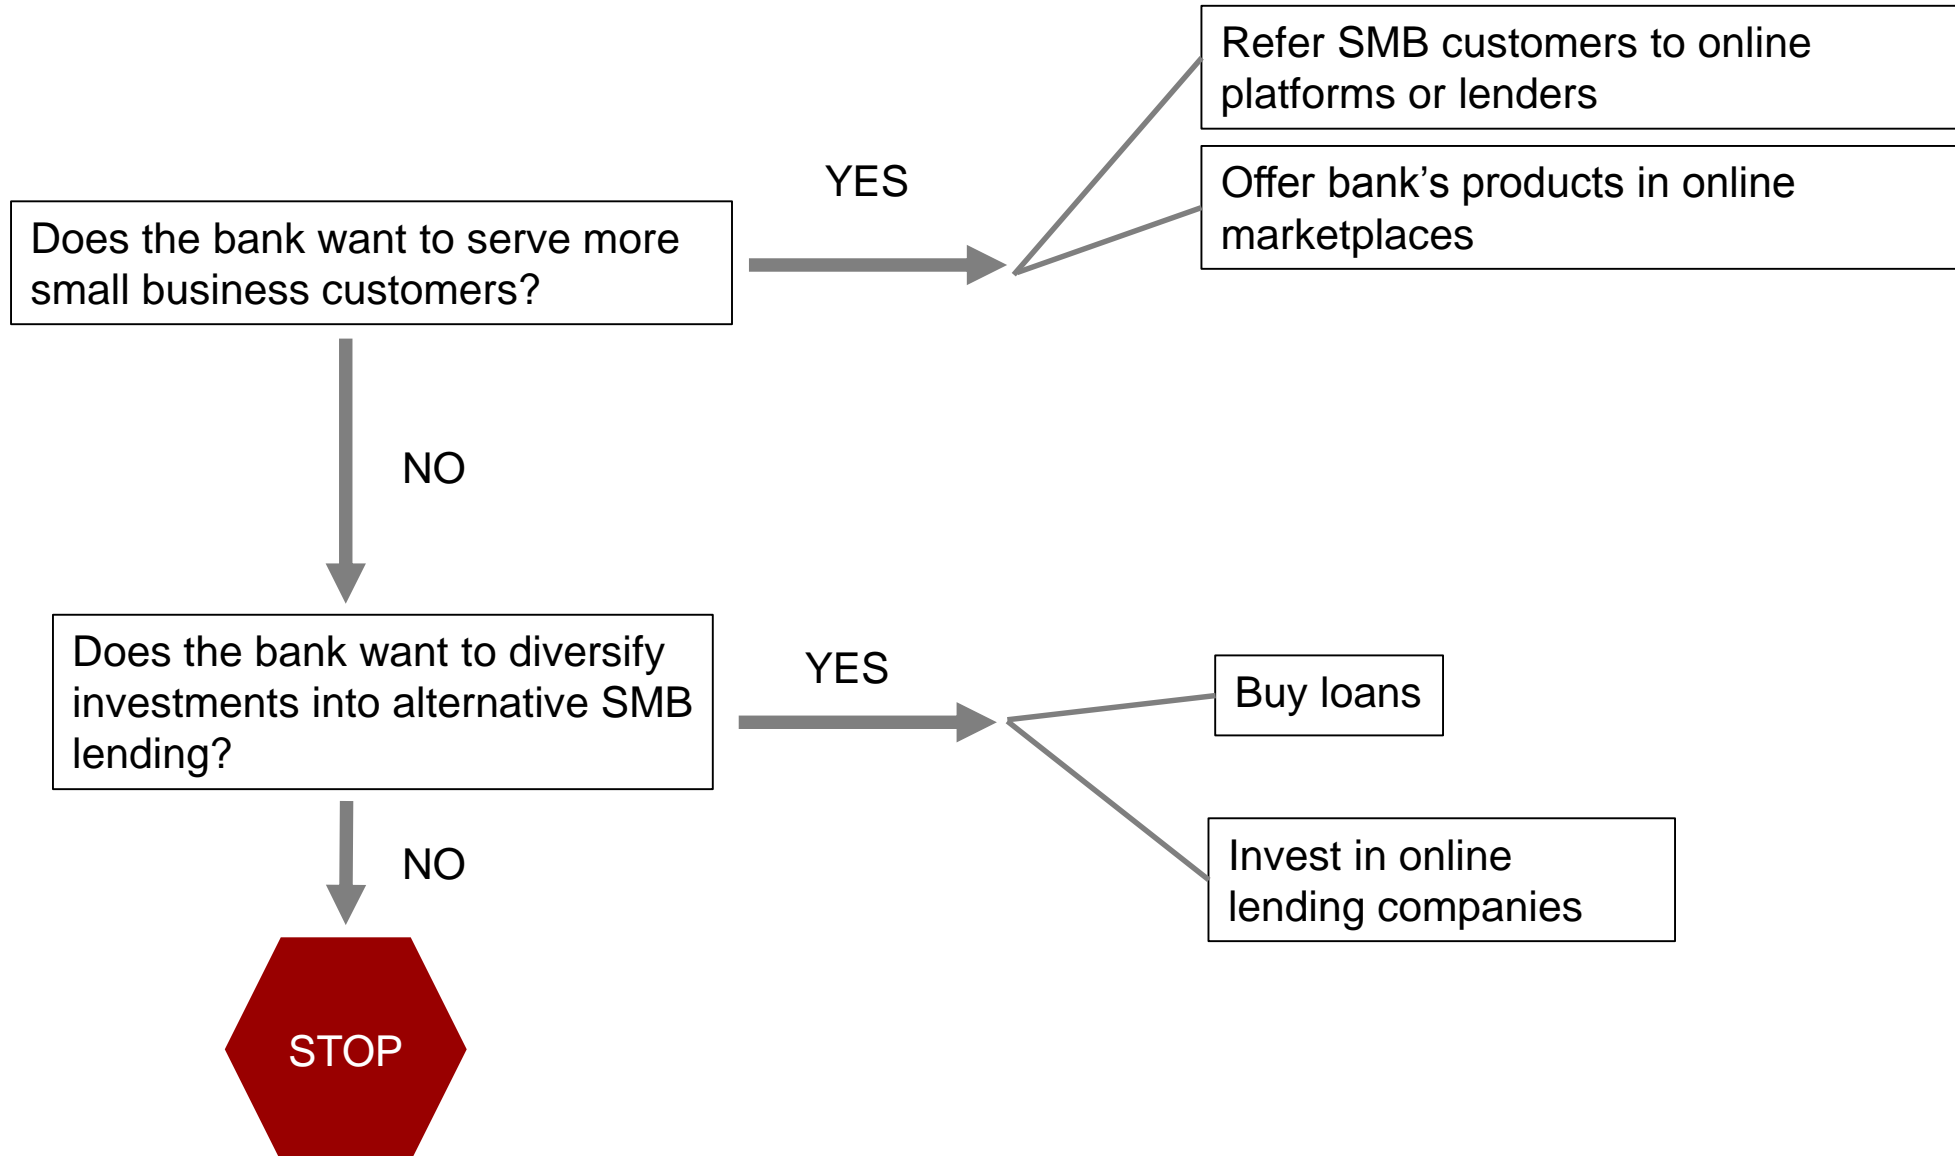 Refer SMB customers to online
platforms or lenders
YES
Offer bank’s products in online
marketplaces
Does the bank want to serve more
small business customers?
NO
Does the bank want to diversify
investments into alternative SMB
lending?
YES
Buy loans
NO
Invest in online
lending companies
STOP